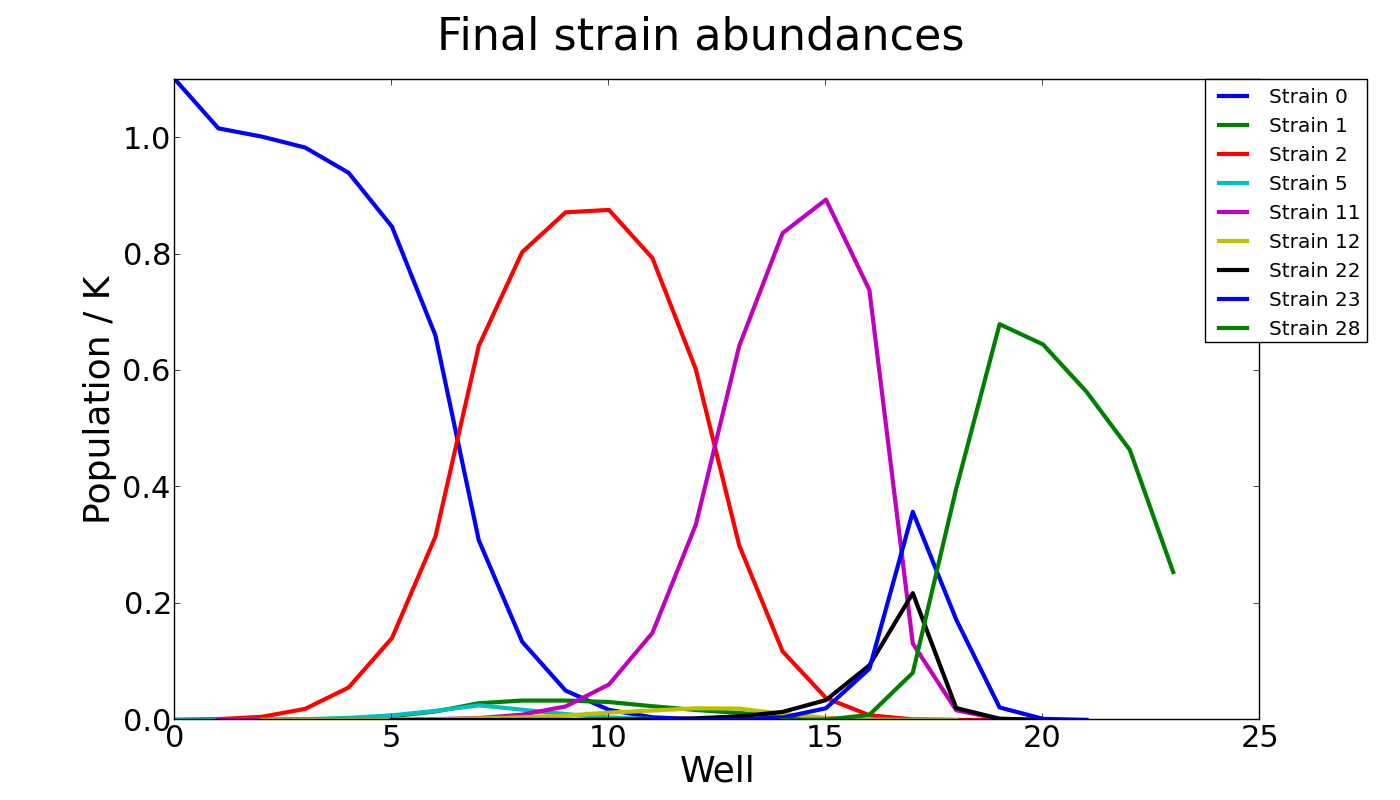 Final strain abundances
Population / K
1.0
0.8
0.6
0.4
0.2
0.0
0 5 10 15 20 25
Well
Strain 0
Strain 1
Strain 2
Strain 5
Strain 11
Strain 12
Strain 22
Strain 23
Strain 28